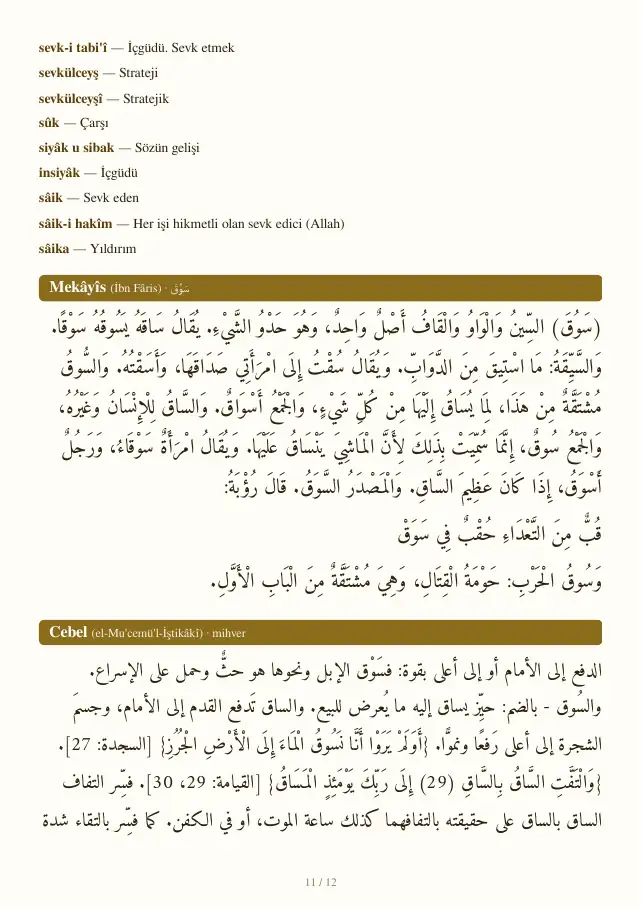 sevk-i tabi'î — İçgüdü. Sevk etmek
sevkülceyş — Strateji
sevkülceyşî — Stratejik
sûk — Çarşı
siyâk u sibak — Sözün gelişi
insiyâk — İçgüdü
sâik — Sevk eden
sâik-i hakîm — Her işi hikmetli olan sevk edici (Allah)
sâika — Yıldırım
Mekâyîs (İbn Fâris) · سَوْقَ
(سَوُقَ) السِّينُ وَالْوَاوُ وَالْقَافُ أَصْلٌ وَاحِدٌ، وَهُوَ حَدْوُ الشَّيْءِ. يُقَالُ سَاقَهُ يَسُوقُهُ سَوْقًا.
وَالسَّيِّقَةُ: مَا اسْتِيقَ مِنَ الدَّوَابِّ. وَيُقَالُ سُقْتُ إِلَى امْرَأَتِي صَدَاقَهَا، وَأَسَقْتُهُ. وَالسُّوقُ
مُشْتَقَّةٌ مِنْ هَذَا، لِمَا يُسَاقُ إِلَيْهَا مِنْ كُلِّ شَيْءٍ، وَالْجَمْعُ أَسْوَاقٌ. وَالسَّاقُ لِلْإِنْسَانِ وَغَيْرُهُ،
وَالْجَمْعُ سُوقٌ، إِنَّمَا سُمِّيَتْ بِذَلِكَ لِأَنَّ الْمَاشِيَ يَنْسَاقُ عَلَيْهَا. وَيُقَالُ امْرَأَةٌ سَوْقَاءُ، وَرَجُلٌ
أَسْوَقُ، إِذَا كَانَ عَظِيمَ السَّاقِ. وَالْمَصْدَرُ السَّوَقُ. قَالَ رُؤْبَةُ:
قُبٌّ مِنَ التَّعْدَاءِ حُقْبٌ فِي سَوَقْ
وَسُوقُ الْحَرْبِ: حَوْمَةُ الْقِتَالِ، وَهِيَ مُشْتَقَّةٌ مِنَ الْبَابِ الْأَوَّلِ.
Cebel (el-Mu'cemü'l-İştikâkî) · mihver
الدفع إلى الأمام أو إلى أعلى بقوة: فسَوْق الإبل ونحوها هو حثٌّ وحمل على الإسراع.
والسُوق - بالضم: حيِّز يساق إليه ما يُعرض للبيع. والساق تَدفع القدم إلى الأمام، وجسمَ
الشجرة إلى أعلى رَفعًا ونموًّا. {أَوَلَمْ يَرَوْا أَنَّا نَسُوقُ الْمَاءَ إِلَى الْأَرْضِ الْجُرُزِ} [السجدة: 27].
{وَالْتَفَّتِ السَّاقُ بِالسَّاقِ (29) إِلَى رَبِّكَ يَوْمَئِذٍ الْمَسَاقُ} [القيامة: 29، 30]. فسِّر التفاف
الساق بالساق على حقيقته بالتفافهما كذلك ساعة الموت، أو في الكفن. كما فسِّر بالتقاء شدة
11 / 12